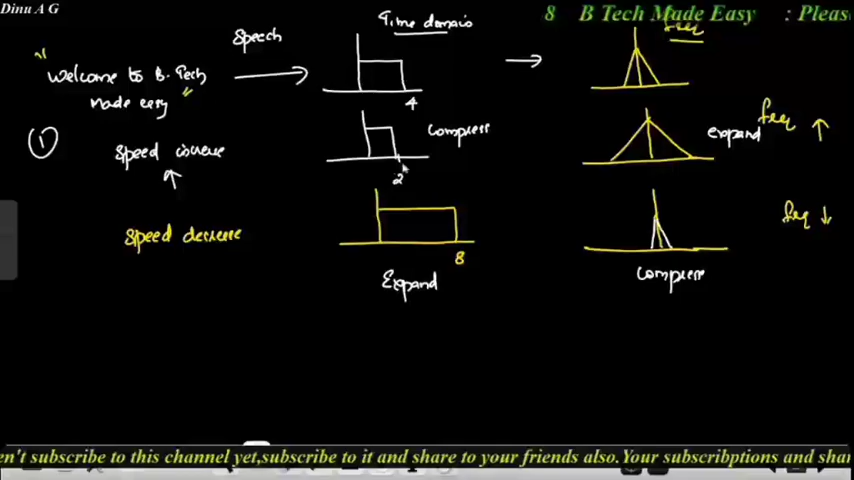 Dinu A G
8 B Tech Made Easy : Pleas
Time domain
freq
Speech
" Welcome to B. Tech
made easy "
4
compress
expand
freq ↑
1
Speed increase
2
Speed decrease
freq ↓
8
Expand
compress
en't subscribe to this channel yet,subscribe to it and share to your friends also.Your subscribptions and shar